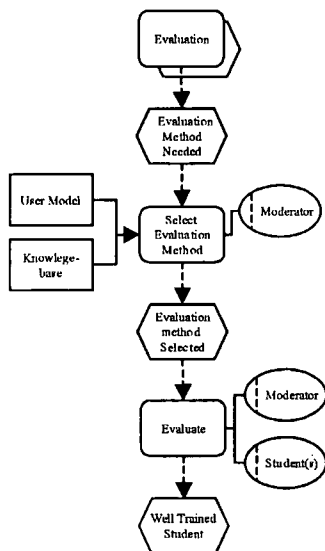 Evaluation
Evaluation
Method
Needed
User Model
Knowlege-
base
Select
Evaluation
Method
Moderator
Evaluation
method
Selected
Evaluate
Moderator
Student(s)
Well Trained
Student